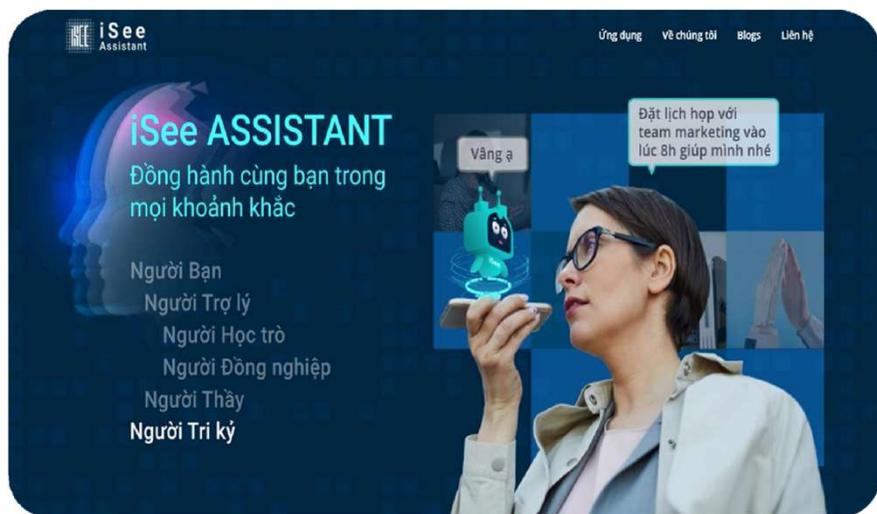 iSEE
iSee
Assistant
Ứng dụng Về chúng tôi Blogs Liên hệ
iSee ASSISTANT
Đồng hành cùng bạn trong
mọi khoảnh khắc
Người Bạn
Người Trợ lý
Người Học trò
Người Đồng nghiệp
Người Thầy
Người Tri kỷ
Vâng ạ
Đặt lịch họp với
team marketing vào
lúc 8h giúp mình nhé
iSee